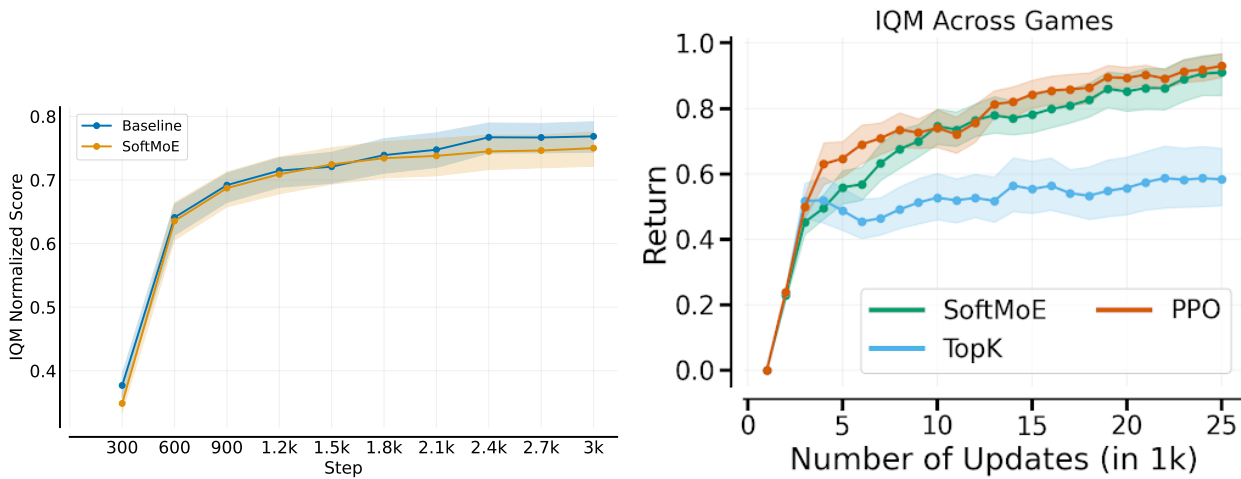 0.8
0.7
0.6
0.5
0.4
IQM Normalized Score
Baseline
SoftMoE
300 600 900 1.2k 1.5k 1.8k 2.1k 2.4k 2.7k 3k
Step
IQM Across Games
1.0
0.8
0.6
0.4
0.2
0.0
Return
SoftMoE PPO
TopK
0 5 10 15 20 25
Number of Updates (in 1k)